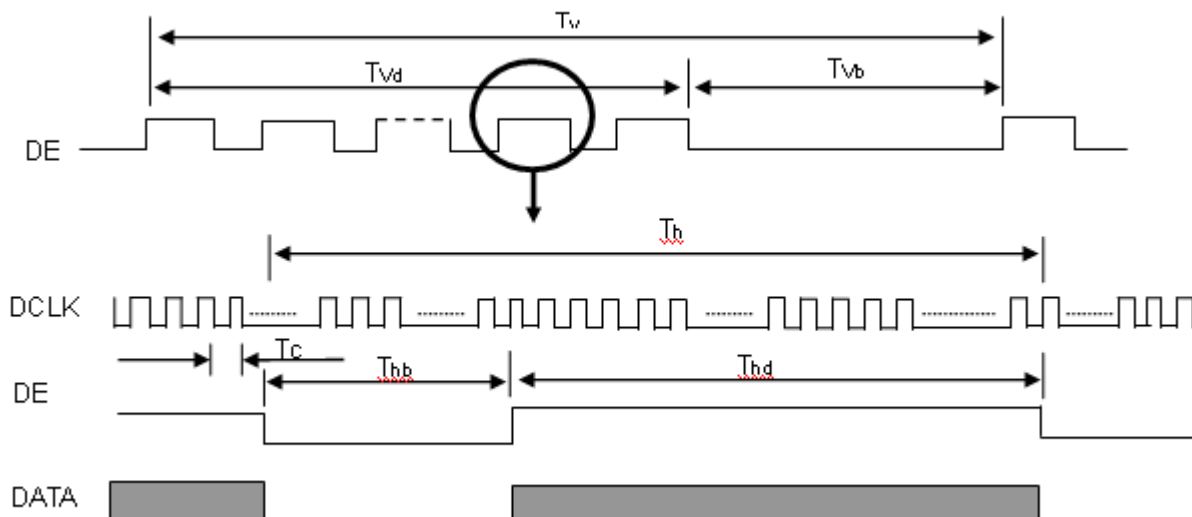 Tv
TVd
TVb
DE
Th
DCLK
Tc
Thb
Thd
DE
DATA